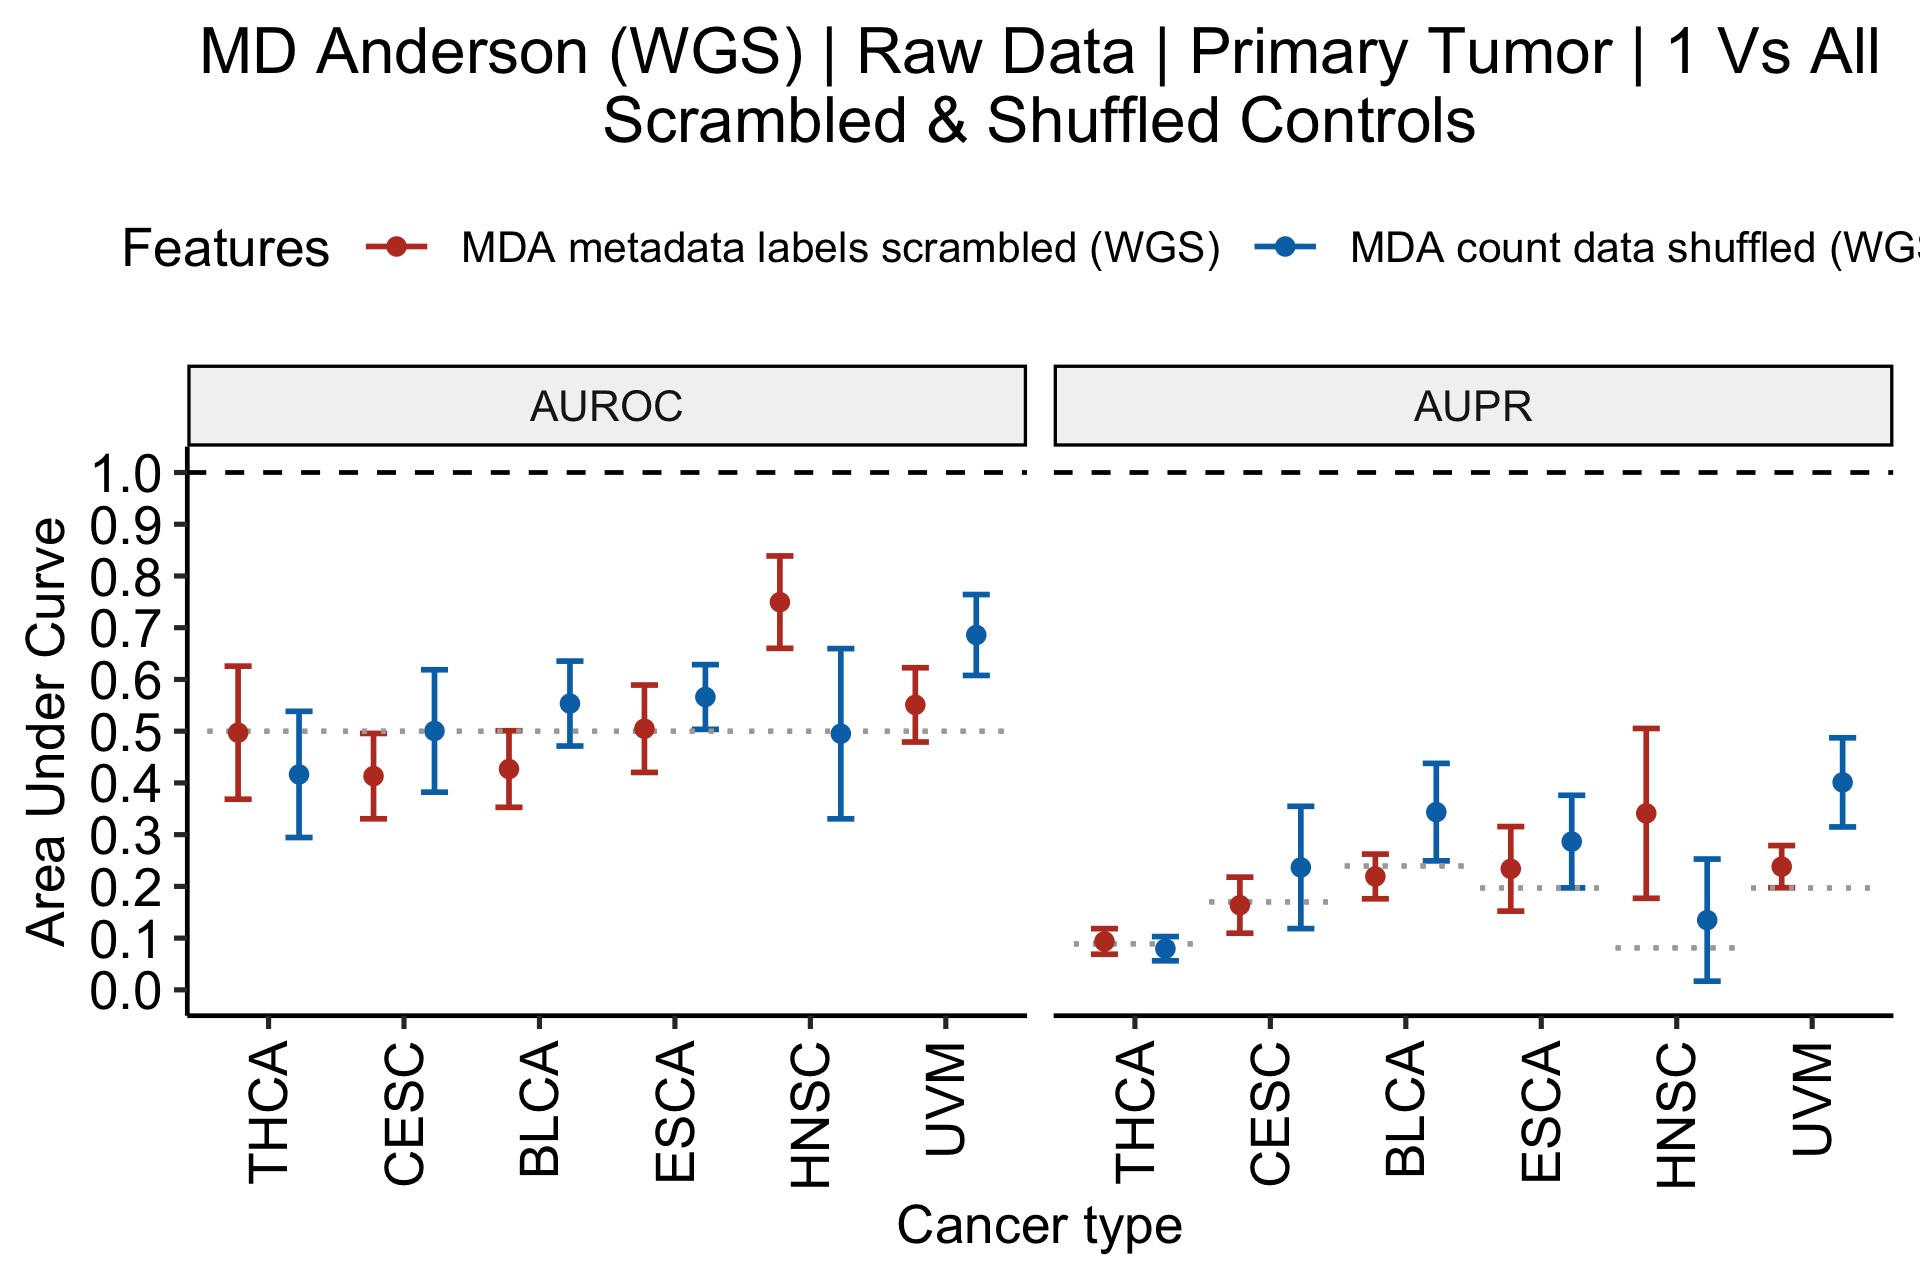 MD Anderson (WGS) | Raw Data | Primary Tumor | 1 Vs All
Scrambled & Shuffled Controls
Features MDA metadata labels scrambled (WGS) MDA count data shuffled (WGS
AUROC AUPR
Area Under Curve
1.0
0.9
0.8
0.7
0.6
0.5
0.4
0.3
0.2
0.1
0.0
THCA CESC BLCA ESCA HNSC UVM THCA CESC BLCA ESCA HNSC UVM
Cancer type